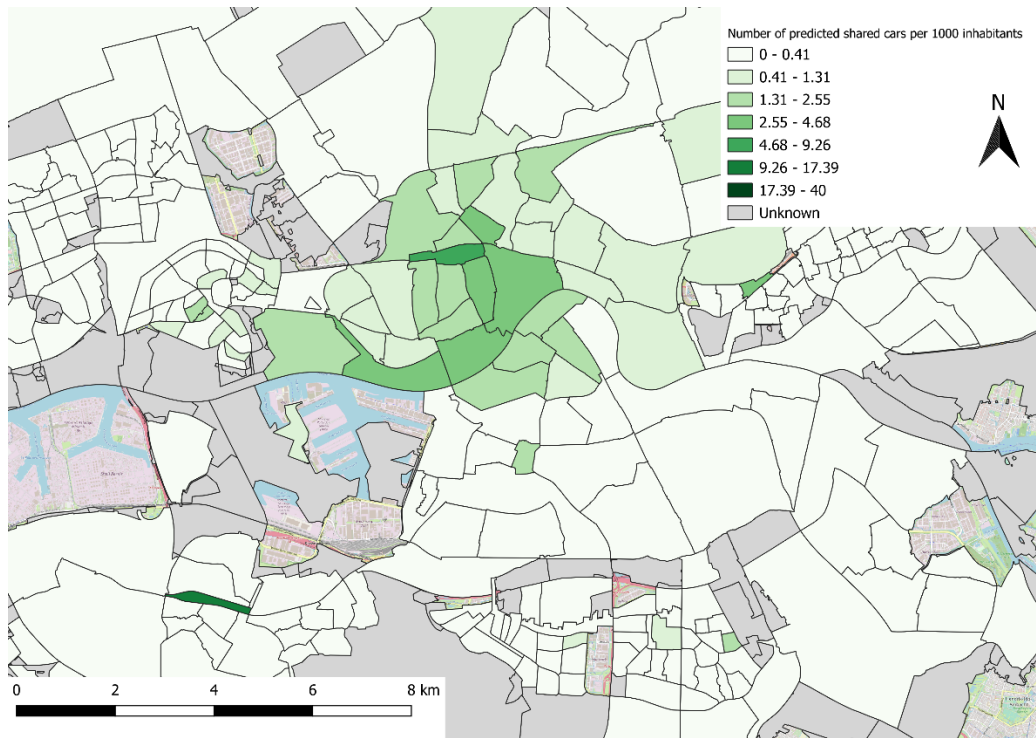 Number of predicted shared cars per 1000 inhabitants
0 - 0.41
0.41 - 1.31
1.31 - 2.55
2.55 - 4.68
4.68 - 9.26
9.26 - 17.39
17.39 - 40
Unknown
N
0 2 4 6 8 km